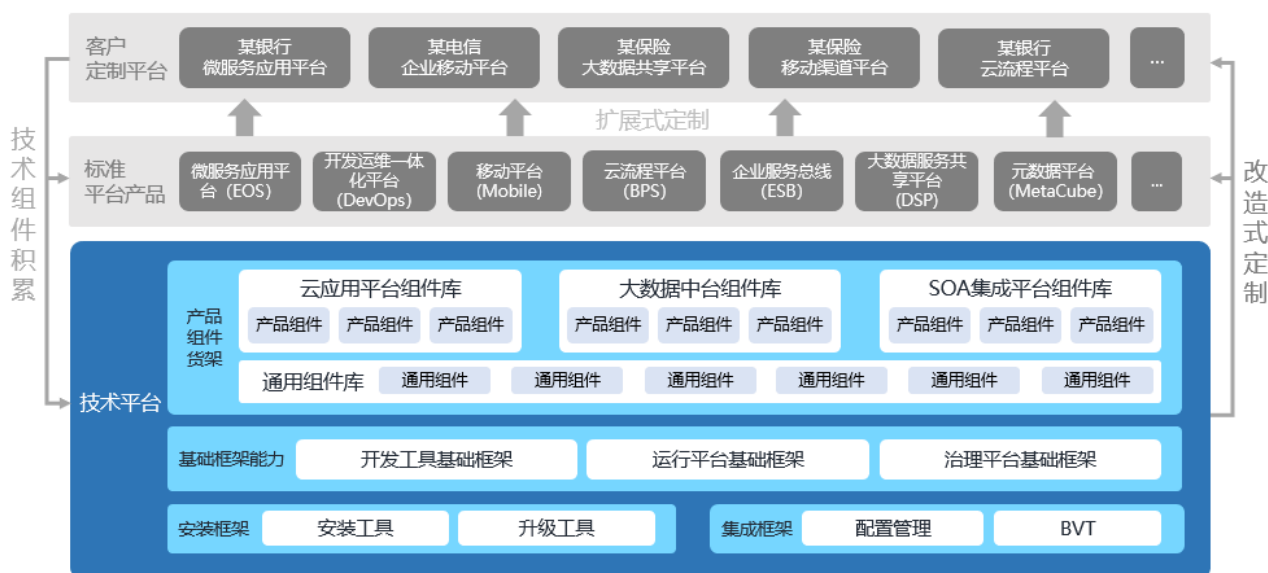 客户
定制平台
某银行
微服务应用平台
某电信
企业移动平台
某保险
大数据共享平台
某保险
移动渠道平台
某银行
云流程平台
...
扩展式定制
技术组件积累
改造式定制
标准
平台产品
微服务应用平
台 (EOS)
开发运维一体
化平台
(DevOps)
移动平台
(Mobile)
云流程平台
(BPS)
企业服务总线
(ESB)
大数据服务共
享平台
(DSP)
元数据平台
(MetaCube)
...
技术平台
产品
组件
货架
云应用平台组件库
产品组件 产品组件 产品组件
大数据中台组件库
产品组件 产品组件 产品组件
SOA集成平台组件库
产品组件 产品组件 产品组件
通用组件库 通用组件 通用组件 通用组件 通用组件 通用组件 通用组件
基础框架能力 开发工具基础框架 运行平台基础框架 治理平台基础框架
安装框架 安装工具 升级工具
集成框架 配置管理 BVT